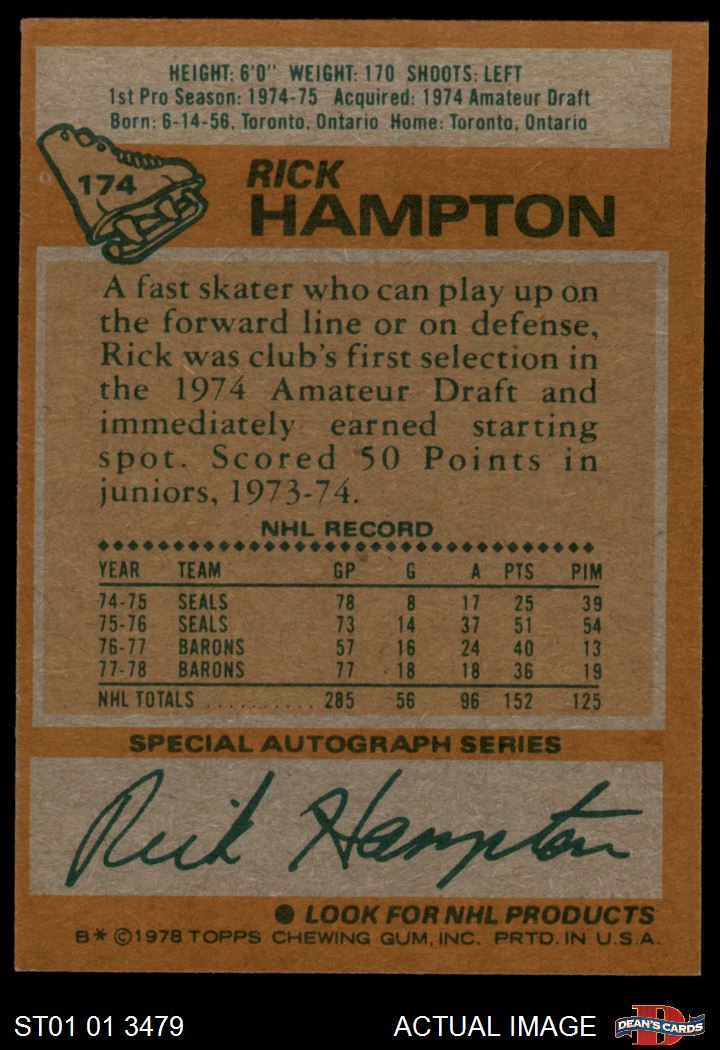 HEIGHT: 6'0" WEIGHT: 170 SHOOTS: LEFT
1st Pro Season: 1974-75 Acquired: 1974 Amateur Draft
Born: 6-14-56, Toronto, Ontario Home: Toronto, Ontario
174
RICK
HAMPTON
A fast skater who can play up on
the forward line or on defense,
Rick was club's first selection in
the 1974 Amateur Draft and
immediately earned starting
spot. Scored 50 Points in
juniors, 1973-74.
NHL RECORD
YEAR TEAM GP G A PTS PIM
74-75 SEALS 78 8 17 25 39
75-76 SEALS 73 14 37 51 54
76-77 BARONS 57 16 24 40 13
77-78 BARONS 77 18 18 36 19
NHL TOTALS .......... 285 56 96 152 125
SPECIAL AUTOGRAPH SERIES
Rick Hampton
● LOOK FOR NHL PRODUCTS
B* ©1978 TOPPS CHEWING GUM, INC. PRTD. IN U.S.A.
ST01 01 3479 ACTUAL IMAGE D DEAN'S CARDS